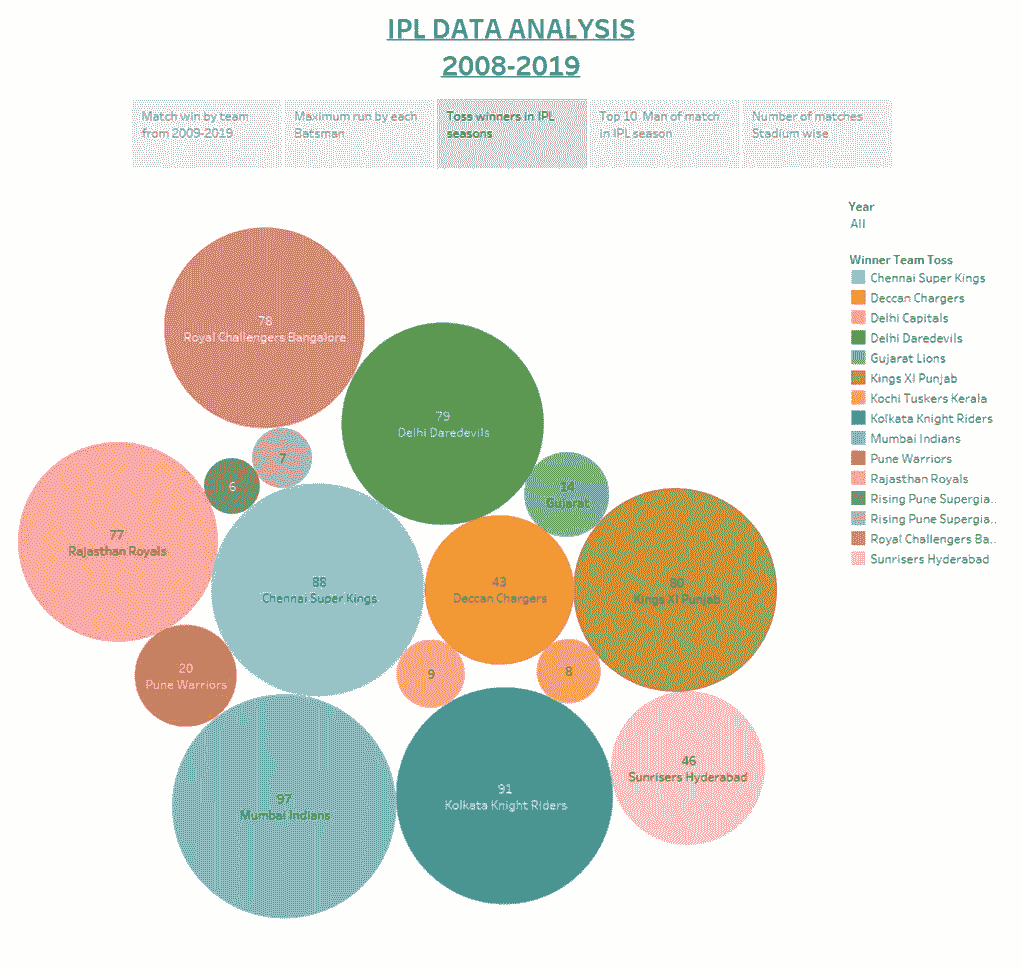 IPL DATA ANALYSIS
2008-2019
Match win by team
from 2009-2019
Maximum run by each
Batsman
Toss winners in IPL
seasons
Top 10 Man of match
in IPL season
Number of matches
Stadium wise
Year
All
Winner Team Toss
Chennai Super Kings
Deccan Chargers
Delhi Capitals
Delhi Daredevils
Gujarat Lions
Kings XI Punjab
Kochi Tuskers Kerala
Kolkata Knight Riders
Mumbai Indians
Pune Warriors
Rajasthan Royals
Rising Pune Supergia..
Rising Pune Supergia..
Royal Challengers Ba..
Sunrisers Hyderabad
78
Royal Challengers Bangalore
79
Delhi Daredevils
7
6
14
Gujarat
77
Rajasthan Royals
88
Chennai Super Kings
43
Deccan Chargers
80
Kings XI Punjab
20
Pune Warriors
9
8
97
Mumbai Indians
91
Kolkata Knight Riders
46
Sunrisers Hyderabad